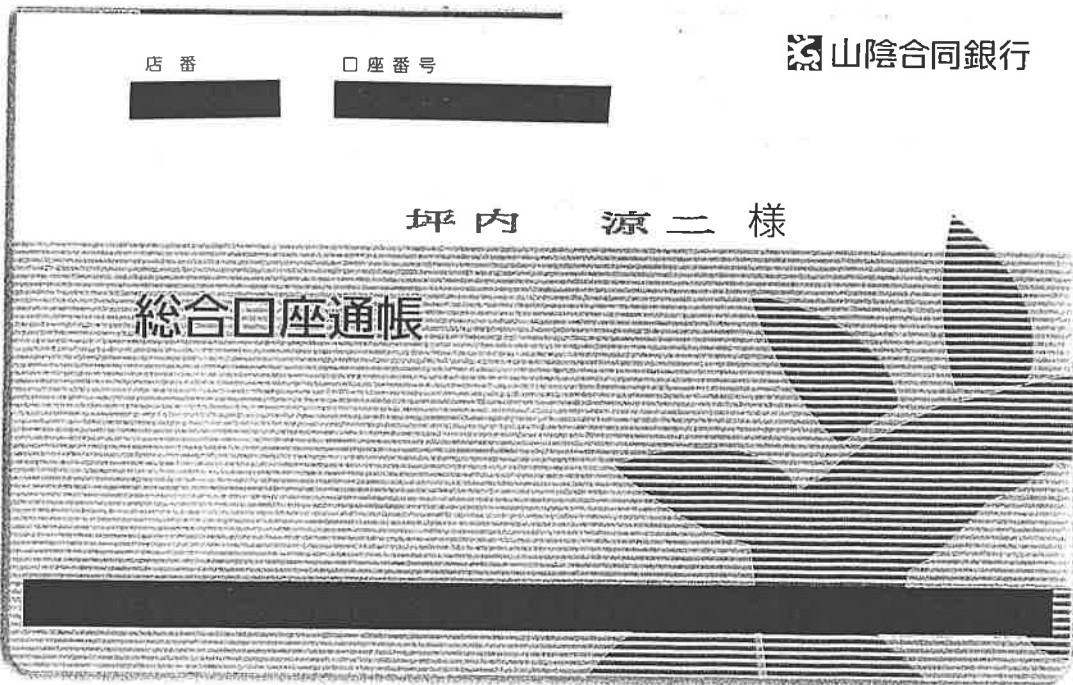 山陰合同銀行
店番
口座番号
坪内 涼二 様
総合口座通帳